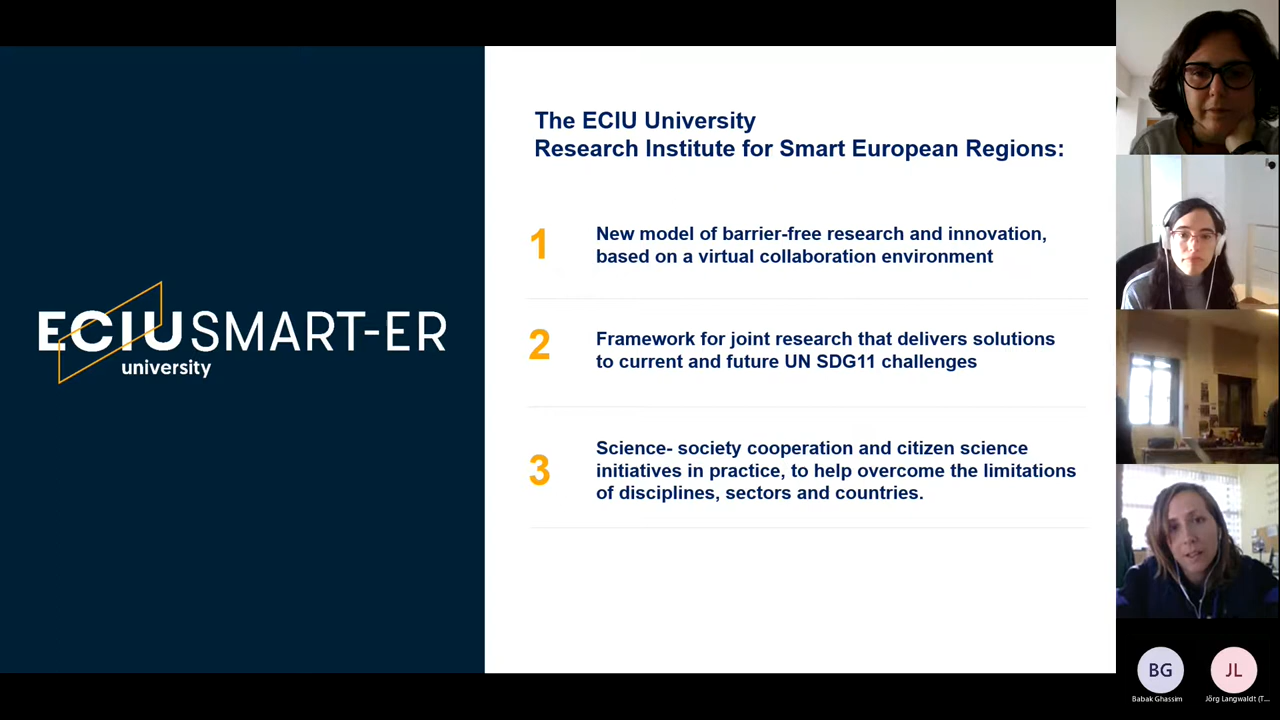 ECIU SMART-ER
university
The ECIU University
Research Institute for Smart European Regions:
1
New model of barrier-free research and innovation,
based on a virtual collaboration environment
2
Framework for joint research that delivers solutions
to current and future UN SDG11 challenges
3
Science- society cooperation and citizen science
initiatives in practice, to help overcome the limitations
of disciplines, sectors and countries.
BG
JL
Babak Ghassim
Jörg Langwaldt (T...